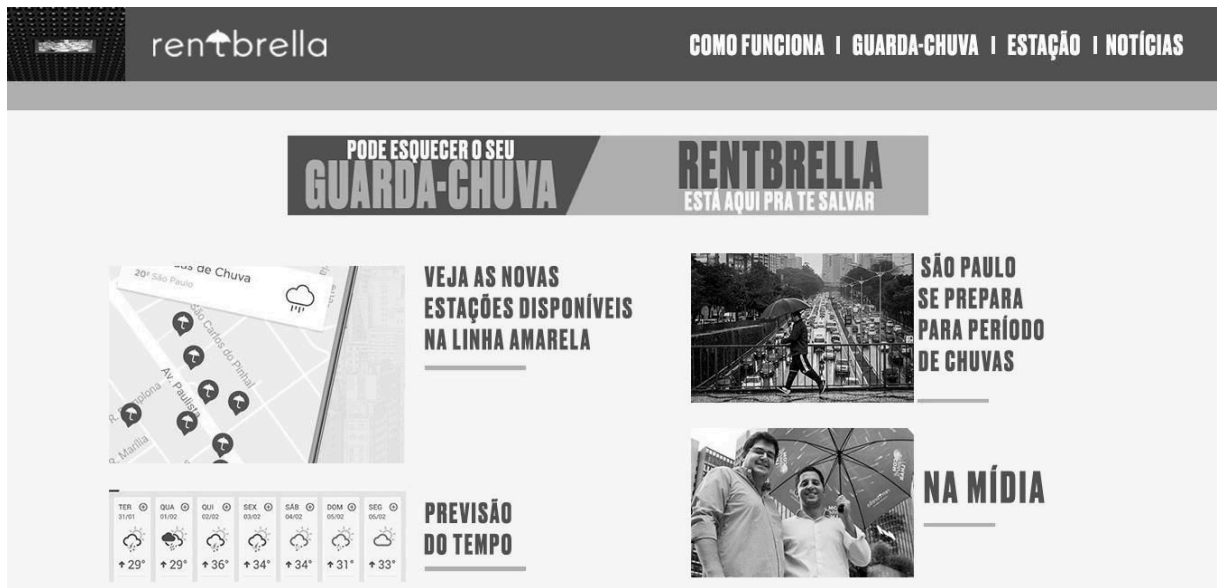 rentbrella
COMO FUNCIONA I GUARDA-CHUVA I ESTAÇÃO I NOTÍCIAS
PODE ESQUECER O SEU
GUARDA-CHUVA
RENTBRELLA
ESTÁ AQUI PRA TE SALVAR
de Chuva
20° São Paulo
São Carlos do Pinhal
Av. Paulista
R. Marília
VEJA AS NOVAS
ESTAÇÕES DISPONÍVEIS
NA LINHA AMARELA
SÃO PAULO
SE PREPARA
PARA PERÍODO
DE CHUVAS
TER QUA QUI SEX SÁB DOM SEG
31/01 01/02 02/02 03/02 04/02 05/02 06/02
29° 29° 36° 34° 34° 31° 33°
PREVISÃO
DO TEMPO
NA MÍDIA